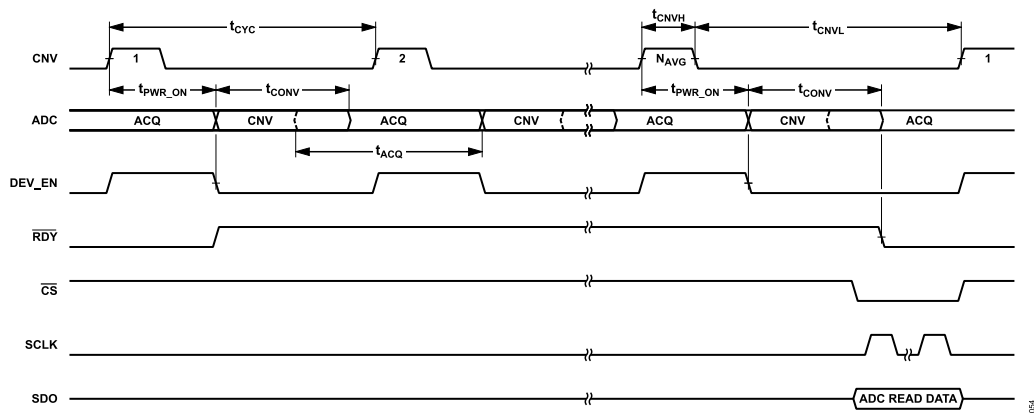 tCYC tCNVH tCNVL
CNV 1 2 NAVG 1
tPWR_ON tCONV tPWR_ON tCONV
ADC ACQ CNV ACQ CNV ACQ CNV ACQ
tACQ
DEV_EN
RDY
CS
SCLK
SDO ADC READ DATA
054